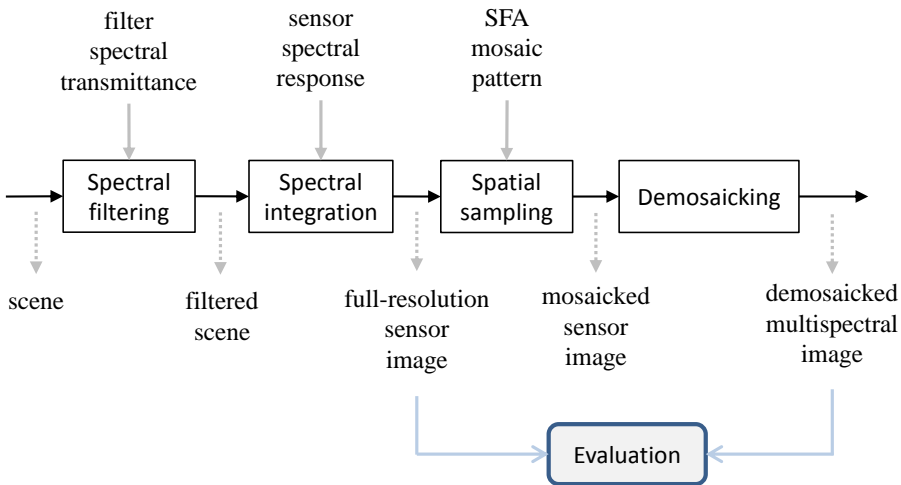 filter
spectral
transmittance
sensor
spectral
response
SFA
mosaic
pattern
Spectral
filtering
Spectral
integration
Spatial
sampling
Demosaicking
scene
filtered
scene
full-resolution
sensor
image
mosaicked
sensor
image
demosaicked
multispectral
image
Evaluation